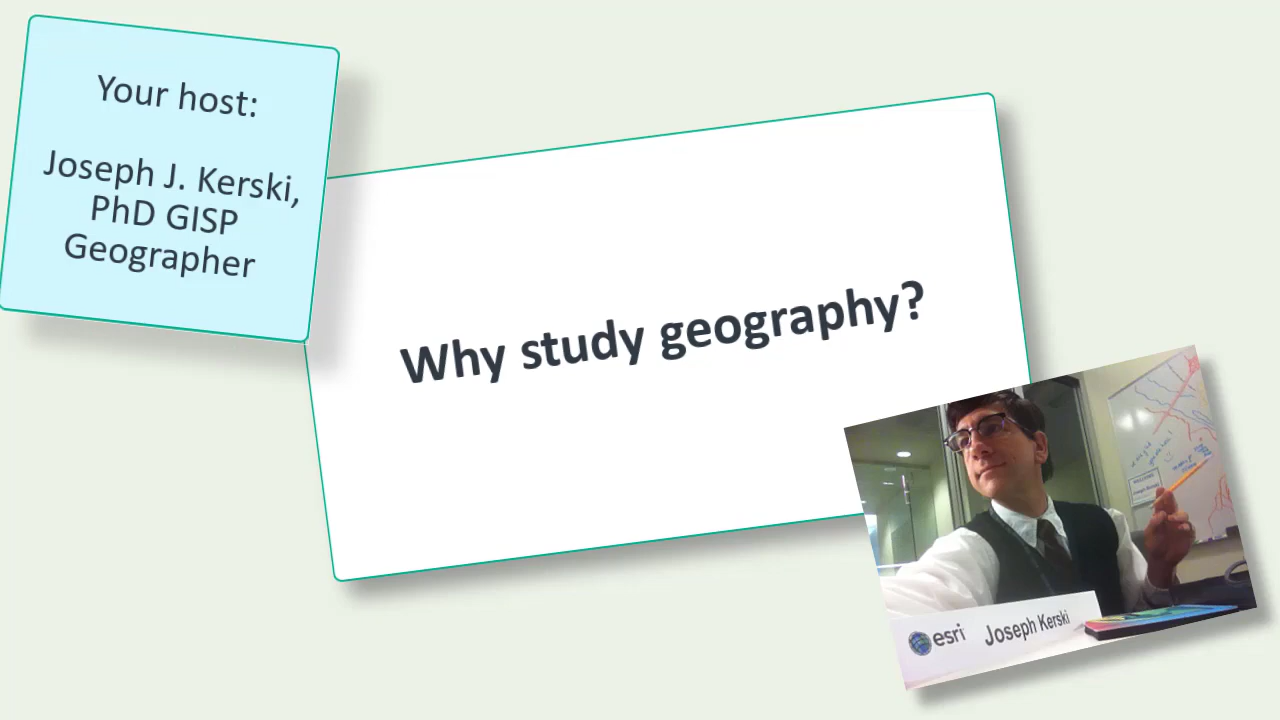 Your host:
Joseph J. Kerski,
PhD GISP
Geographer
Why study geography?
esri
Joseph Kerski